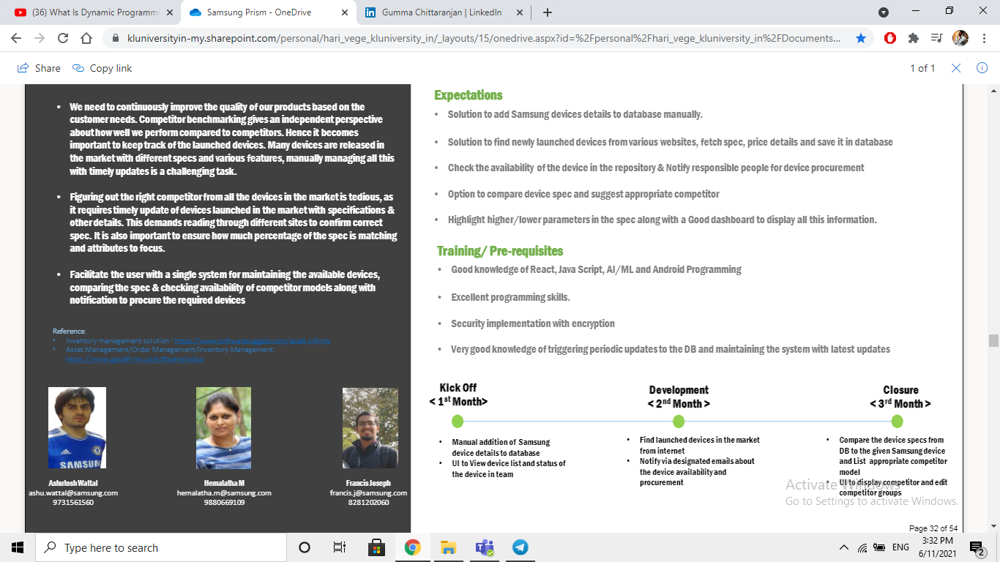 (36) What Is Dynamic Programmi
Samsung Prism - OneDrive
Gumma Chittaranjan | LinkedIn
kluniversityin-my.sharepoint.com/personal/hari_vege_kluniversity_in/_layouts/15/onedrive.aspx?id=%2Fpersonal%2Fhari_vege_kluniversity_in%2FDocuments...
Share
Copy link
1 of 1
• We need to continuously improve the quality of our products based on the
customer needs. Competitor benchmarking gives an independent perspective
about how well we perform compared to competitors. Hence it becomes
important to keep track of the launched devices. Many devices are released in
the market with different specs and various features, manually managing all this
with timely updates is a challenging task.
• Figuring out the right competitor from all the devices in the market is tedious, as
it requires timely update of devices launched in the market with specifications &
other details. This demands reading through different sites to confirm correct
spec. It is also important to ensure how much percentage of the spec is matching
and attributes to focus.
• Facilitate the user with a single system for maintaining the available devices,
comparing the spec & checking availability of competitor models along with
notification to procure the required devices
Reference:
• Inventory management solution : https://www.softwaresuggest.com/asset-infinity
• Asset Management/Order Management/Inventory Management :
https://www.goodfirms.co/software/odoo
SAMSUN
Ashutosh Wattal
ashu.wattal@samsung.com
9731561560
Hemalatha M
hemalatha.m@samsung.com
9880669109
Francis Joseph
francis.j@samsung.com
8281202060
Expectations
• Solution to add Samsung devices details to database manually.
• Solution to find newly launched devices from various websites, fetch spec, price details and save it in database
• Check the availability of the device in the repository & Notify responsible people for device procurement
• Option to compare device spec and suggest appropriate competitor
• Highlight higher/lower parameters in the spec along with a Good dashboard to display all this information.
Training/ Pre-requisites
• Good knowledge of React, Java Script, AI/ML and Android Programming
• Excellent programming skills.
• Security implementation with encryption
• Very good knowledge of triggering periodic updates to the DB and maintaining the system with latest updates
Kick Off
< 1st Month>
• Manual addition of Samsung
device details to database
• UI to View device list and status of
the device in team
Development
< 2nd Month >
• Find launched devices in the market
from internet
• Notify via designated emails about
the device availability and
procurement
Closure
< 3rd Month >
• Compare the device specs from
DB to the given Samsung device
and List appropriate competitor
model
• UI to display competitor and edit
competitor groups
Activate Windows
Go to Settings to activate Windows.
Page 32 of 54
Type here to search
ENG
3:32 PM
6/11/2021
2